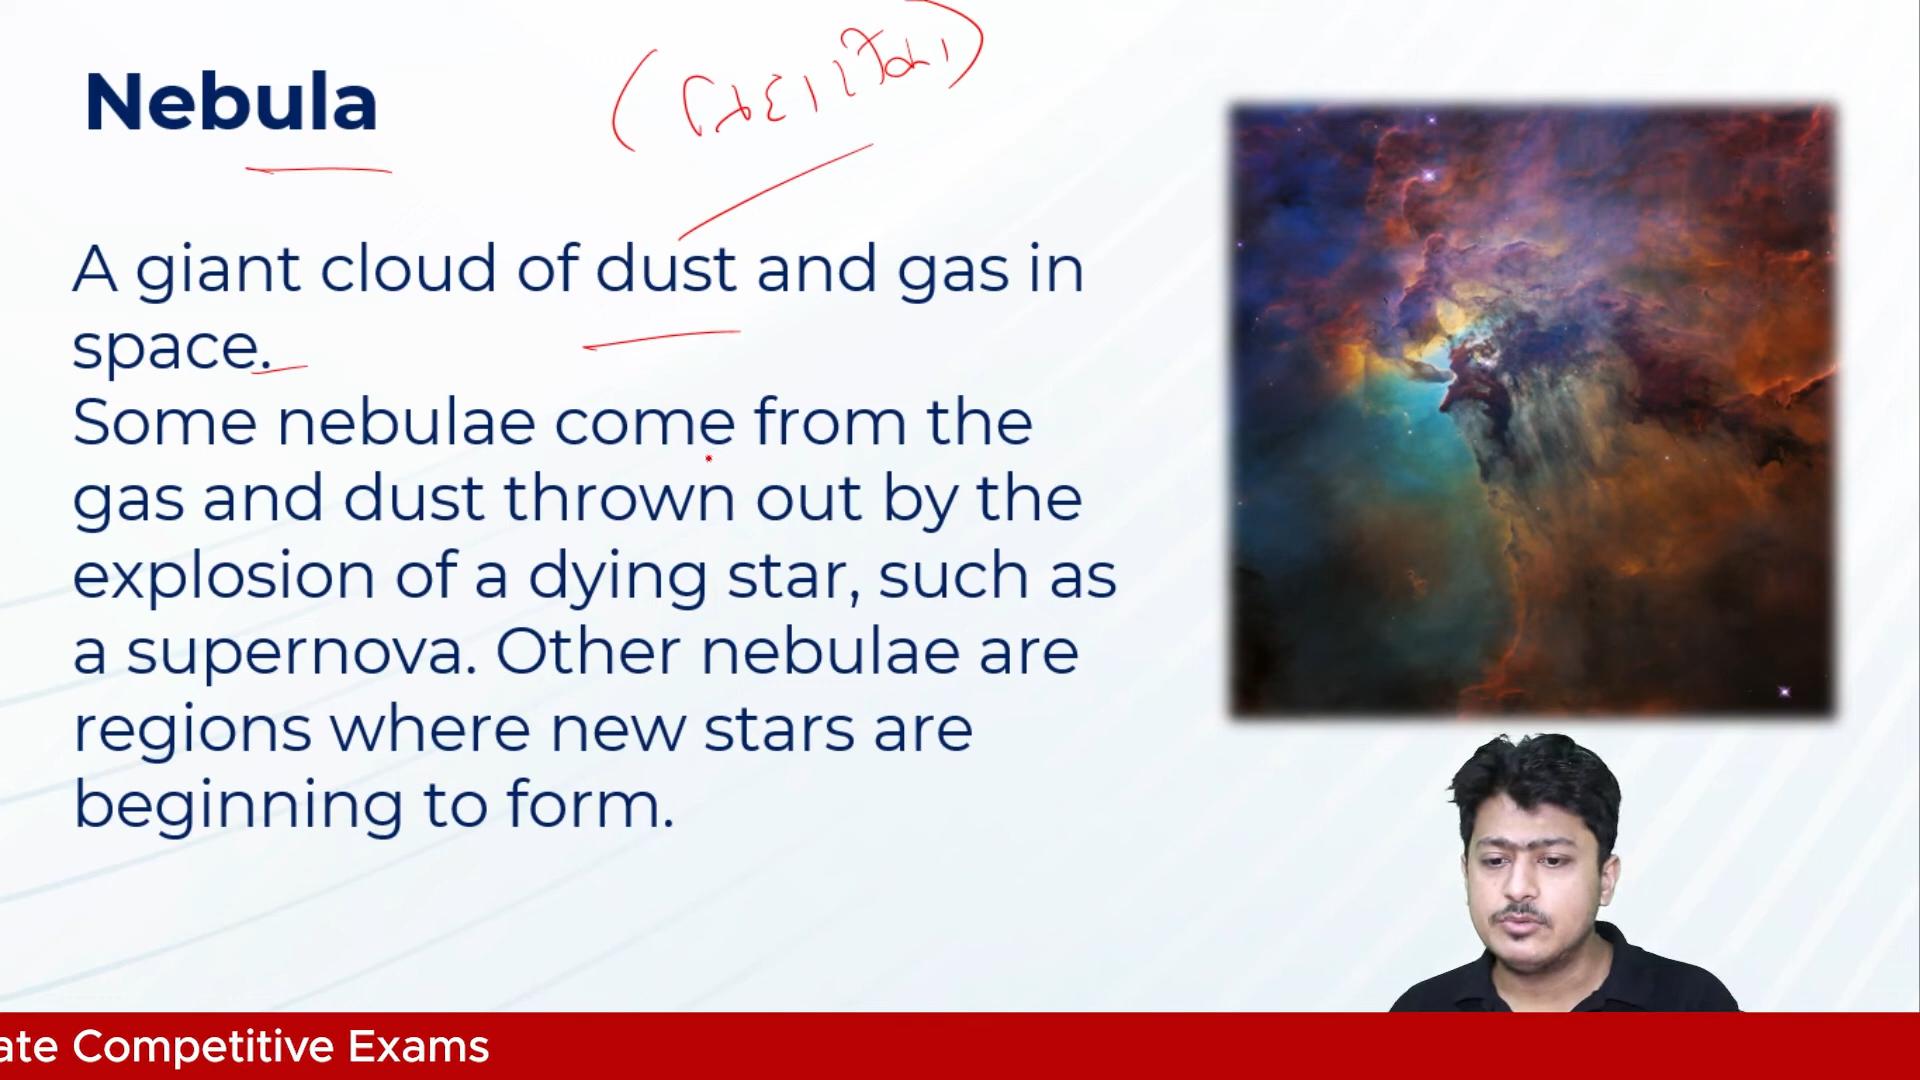 Nebula
A giant cloud of dust and gas in
space.
Some nebulae come from the
gas and dust thrown out by the
explosion of a dying star, such as
a supernova. Other nebulae are
regions where new stars are
beginning to form.
ate Competitive Exams